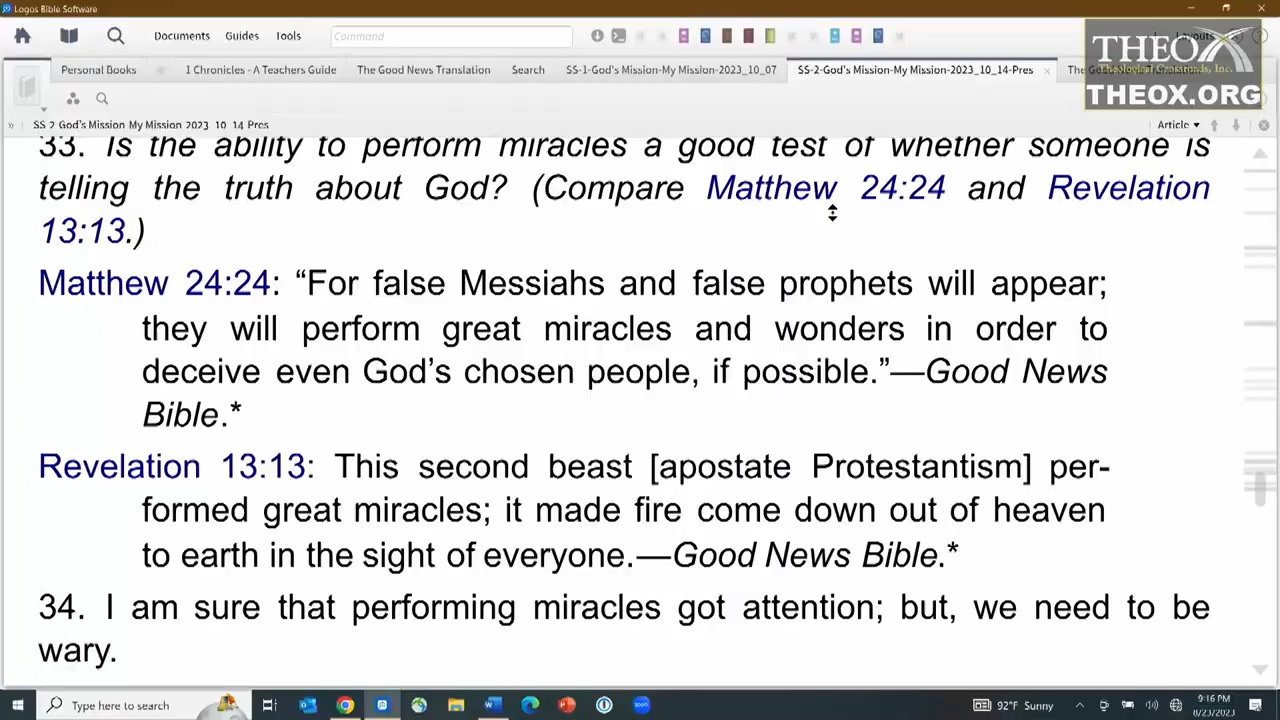 Logos Bible Software
Documents Guides Tools Command
Layouts
THEOX
Theological Crossroads, Inc.
THEOX.ORG
Personal Books 1 Chronicles - A Teachers Guide The Good News Translation Search SS-1-God's Mission-My Mission-2023_10_07 SS-2-God's Mission-My Mission-2023_10_14-Pres
SS-2-God's Mission-My Mission-2023_10_14-Pres Article
33. Is the ability to perform miracles a good test of whether someone is
telling the truth about God? (Compare Matthew 24:24 and Revelation
13:13.)
Matthew 24:24: “For false Messiahs and false prophets will appear;
they will perform great miracles and wonders in order to
deceive even God’s chosen people, if possible.”—Good News
Bible.*
Revelation 13:13: This second beast [apostate Protestantism] per-
formed great miracles; it made fire come down out of heaven
to earth in the sight of everyone.—Good News Bible.*
34. I am sure that performing miracles got attention; but, we need to be
wary.
Type here to search
92°F Sunny
9:16 PM
8/23/2023